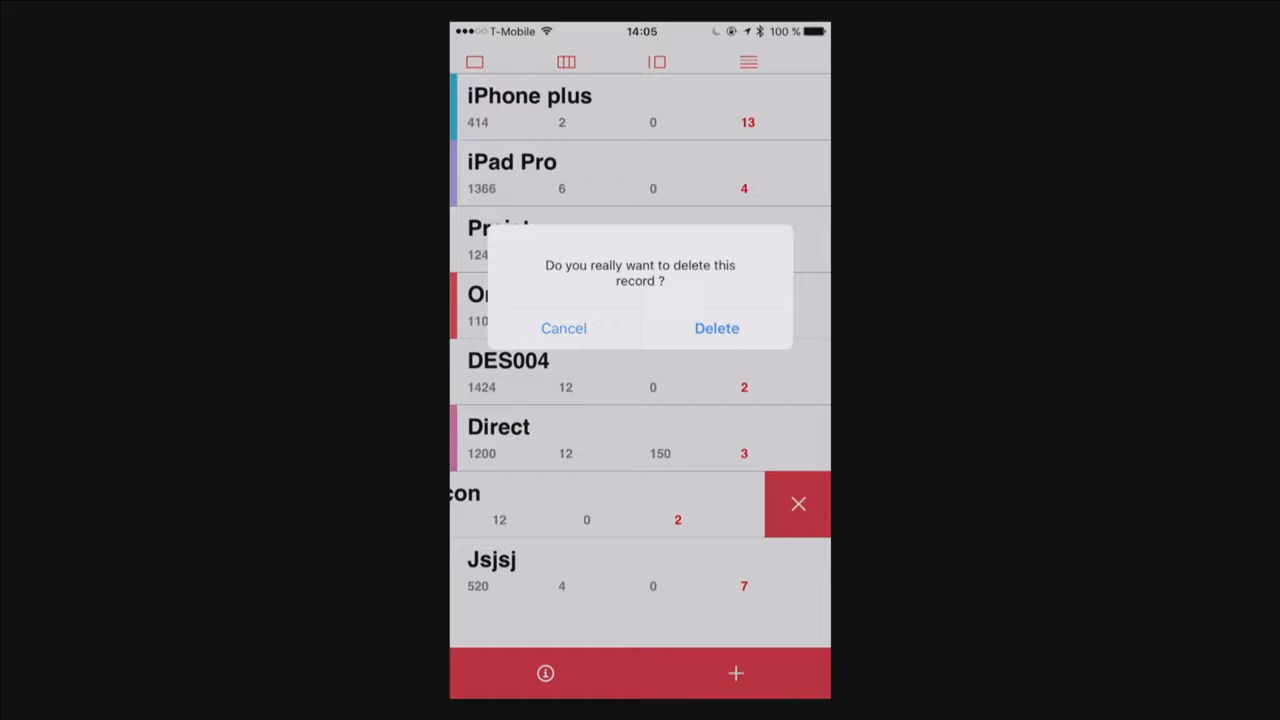 T-Mobile 14:05 100 %
iPhone plus
414 2 0 13
iPad Pro
1366 6 0 4
Do you really want to delete this
record ?
Cancel Delete
DES004
1424 12 0 2
Direct
1200 12 150 3
con
12 0 2
Jsjsj
520 4 0 7